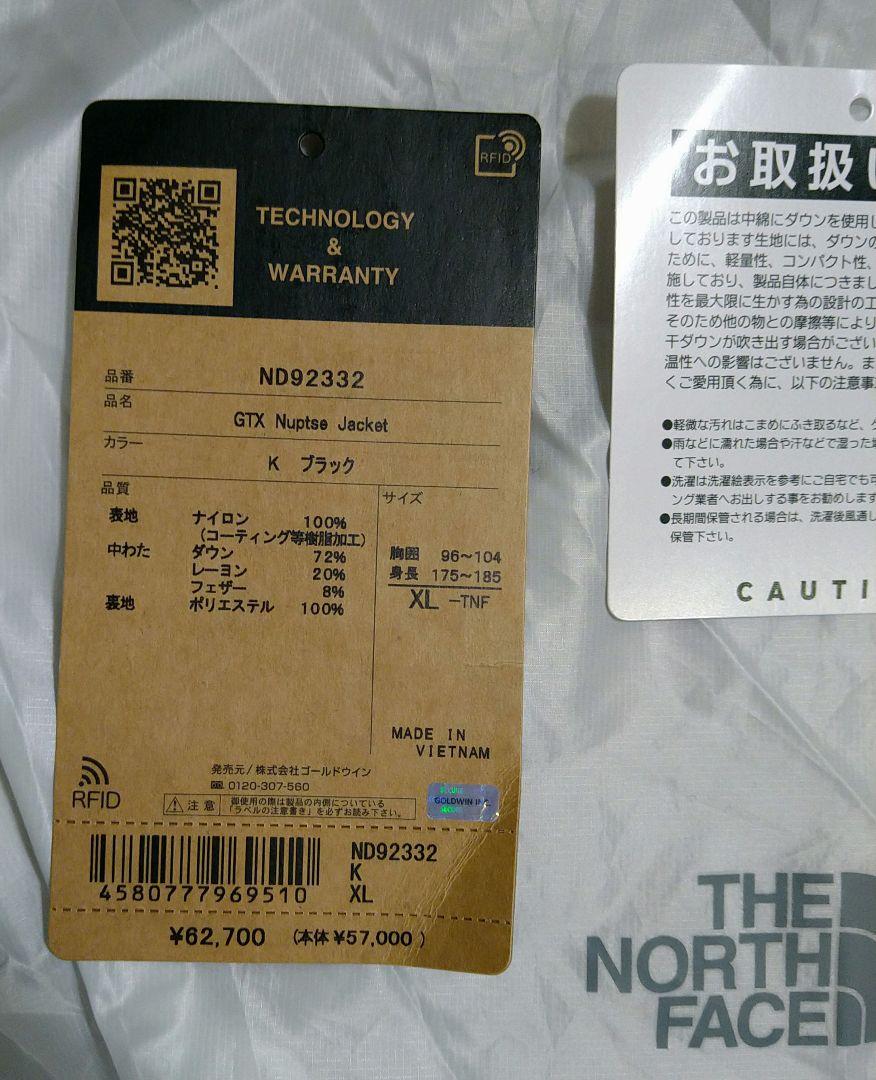 RFID
TECHNOLOGY
&
WARRANTY
品番 ND92332
品名
GTX Nuptse Jacket
カラー
K ブラック
品質
表地 ナイロン 100%
(コーティング等樹脂加工)
中わた ダウン 72%
レーヨン 20%
フェザー 8%
裏地 ポリエステル 100%
サイズ
胸囲 96~104
身長 175~185
XL -TNF
MADE IN
VIETNAM
RFID
発売元/株式会社ゴールドウイン
0120-307-560
注意 御使用の際は製品の内側についている
「ラベルの注意書き」を必ずお読み下さい。
GOLDWIN INC.
4580777969510
ND92332
K
XL
¥62,700 (本体¥57,000)
お取扱い
この製品は中綿にダウンを使用し
しております生地には、ダウンの
ために、軽量性、コンパクト性、
施しており、製品自体につきまし
性を最大限に生かす為の設計の工
そのため他の物との摩擦等により
干ダウンが吹き出す場合がござい
温性への影響はございません。ま
くご愛用頂く為に、以下の注意事
●軽微な汚れはこまめにふき取るなど、
●雨などに濡れた場合や汗などで湿った場
て下さい。
●洗濯は洗濯絵表示を参考にご自宅でも可
ング業者へお出しする事をお勧めします
●長期間保管される場合は、洗濯後風通し
保管下さい。
CAUTI
THE
NORTH
FACE